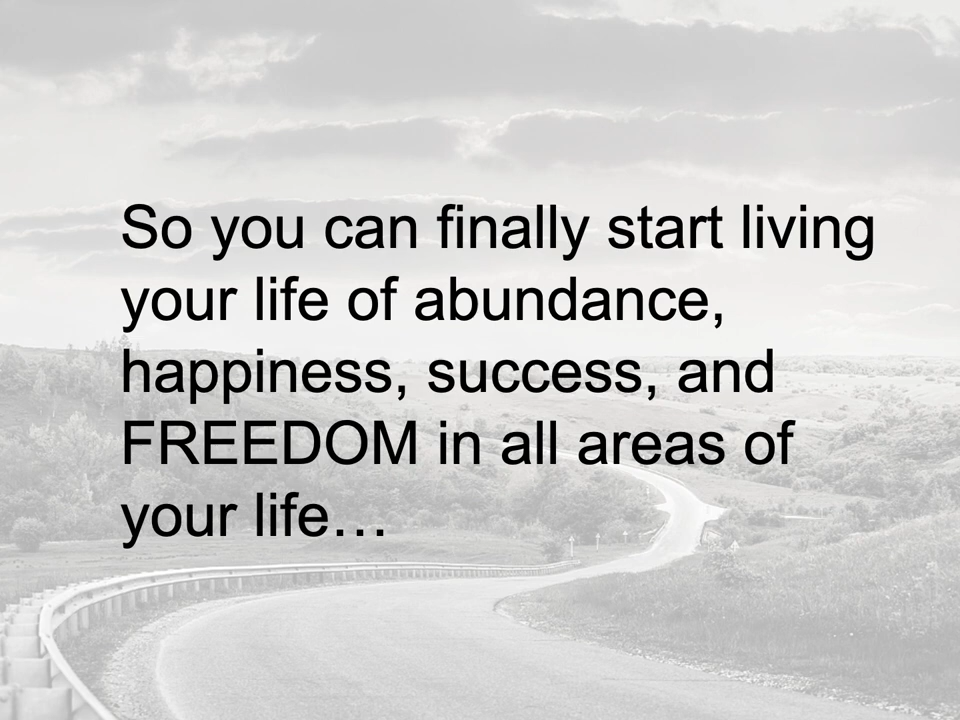 So you can finally start living
your life of abundance,
happiness, success, and
FREEDOM in all areas of
your life…